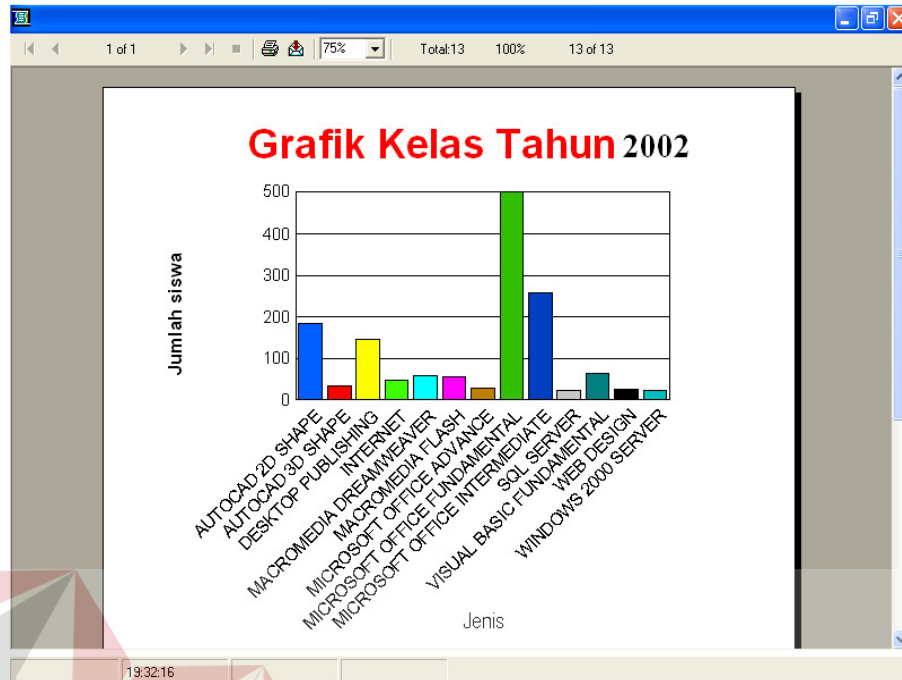 1 of 1 75% Total:13 100% 13 of 13
Grafik Kelas Tahun 2002
Jumlah siswa
500
400
300
200
100
0
AUTOCAD 2D SHAPE
AUTOCAD 3D SHAPE
DESKTOP PUBLISHING
INTERNET
MACROMEDIA DREAMWEAVER
MACROMEDIA FLASH
MICROSOFT OFFICE ADVANCE
MICROSOFT OFFICE FUNDAMENTAL
MICROSOFT OFFICE INTERMEDIATE
SQL SERVER
VISUAL BASIC FUNDAMENTAL
WEB DESIGN
WINDOWS 2000 SERVER
Jenis
19:32:16